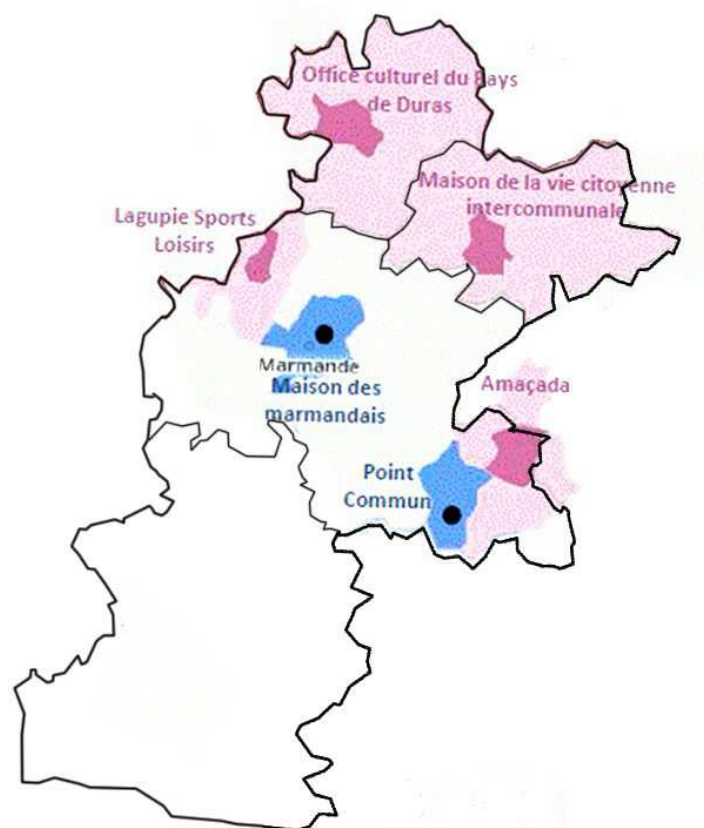 Office culturel du Pays
de Duras
Maison de la vie citoyenne
intercommunale
Lagupie Sports
Loisirs
Marmande
Maison des
marmandais
Amaçada
Point
Commun